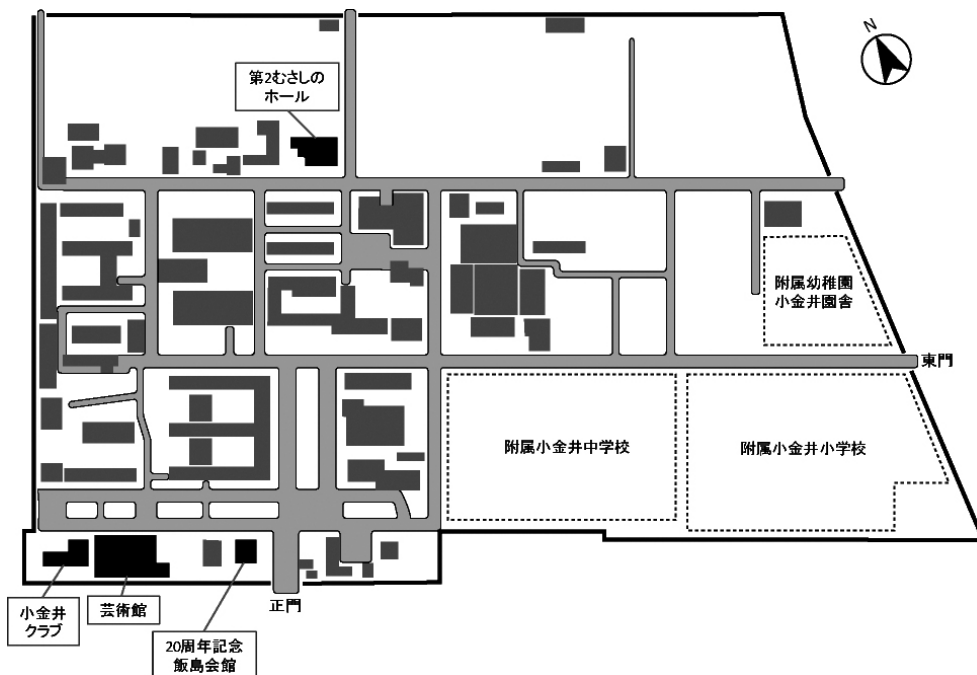 N
第2むさしの
ホール
附属幼稚園
小金井園舎
東門
附属小金井中学校
附属小金井小学校
小金井
クラブ
芸術館
20周年記念
飯島会館
正門